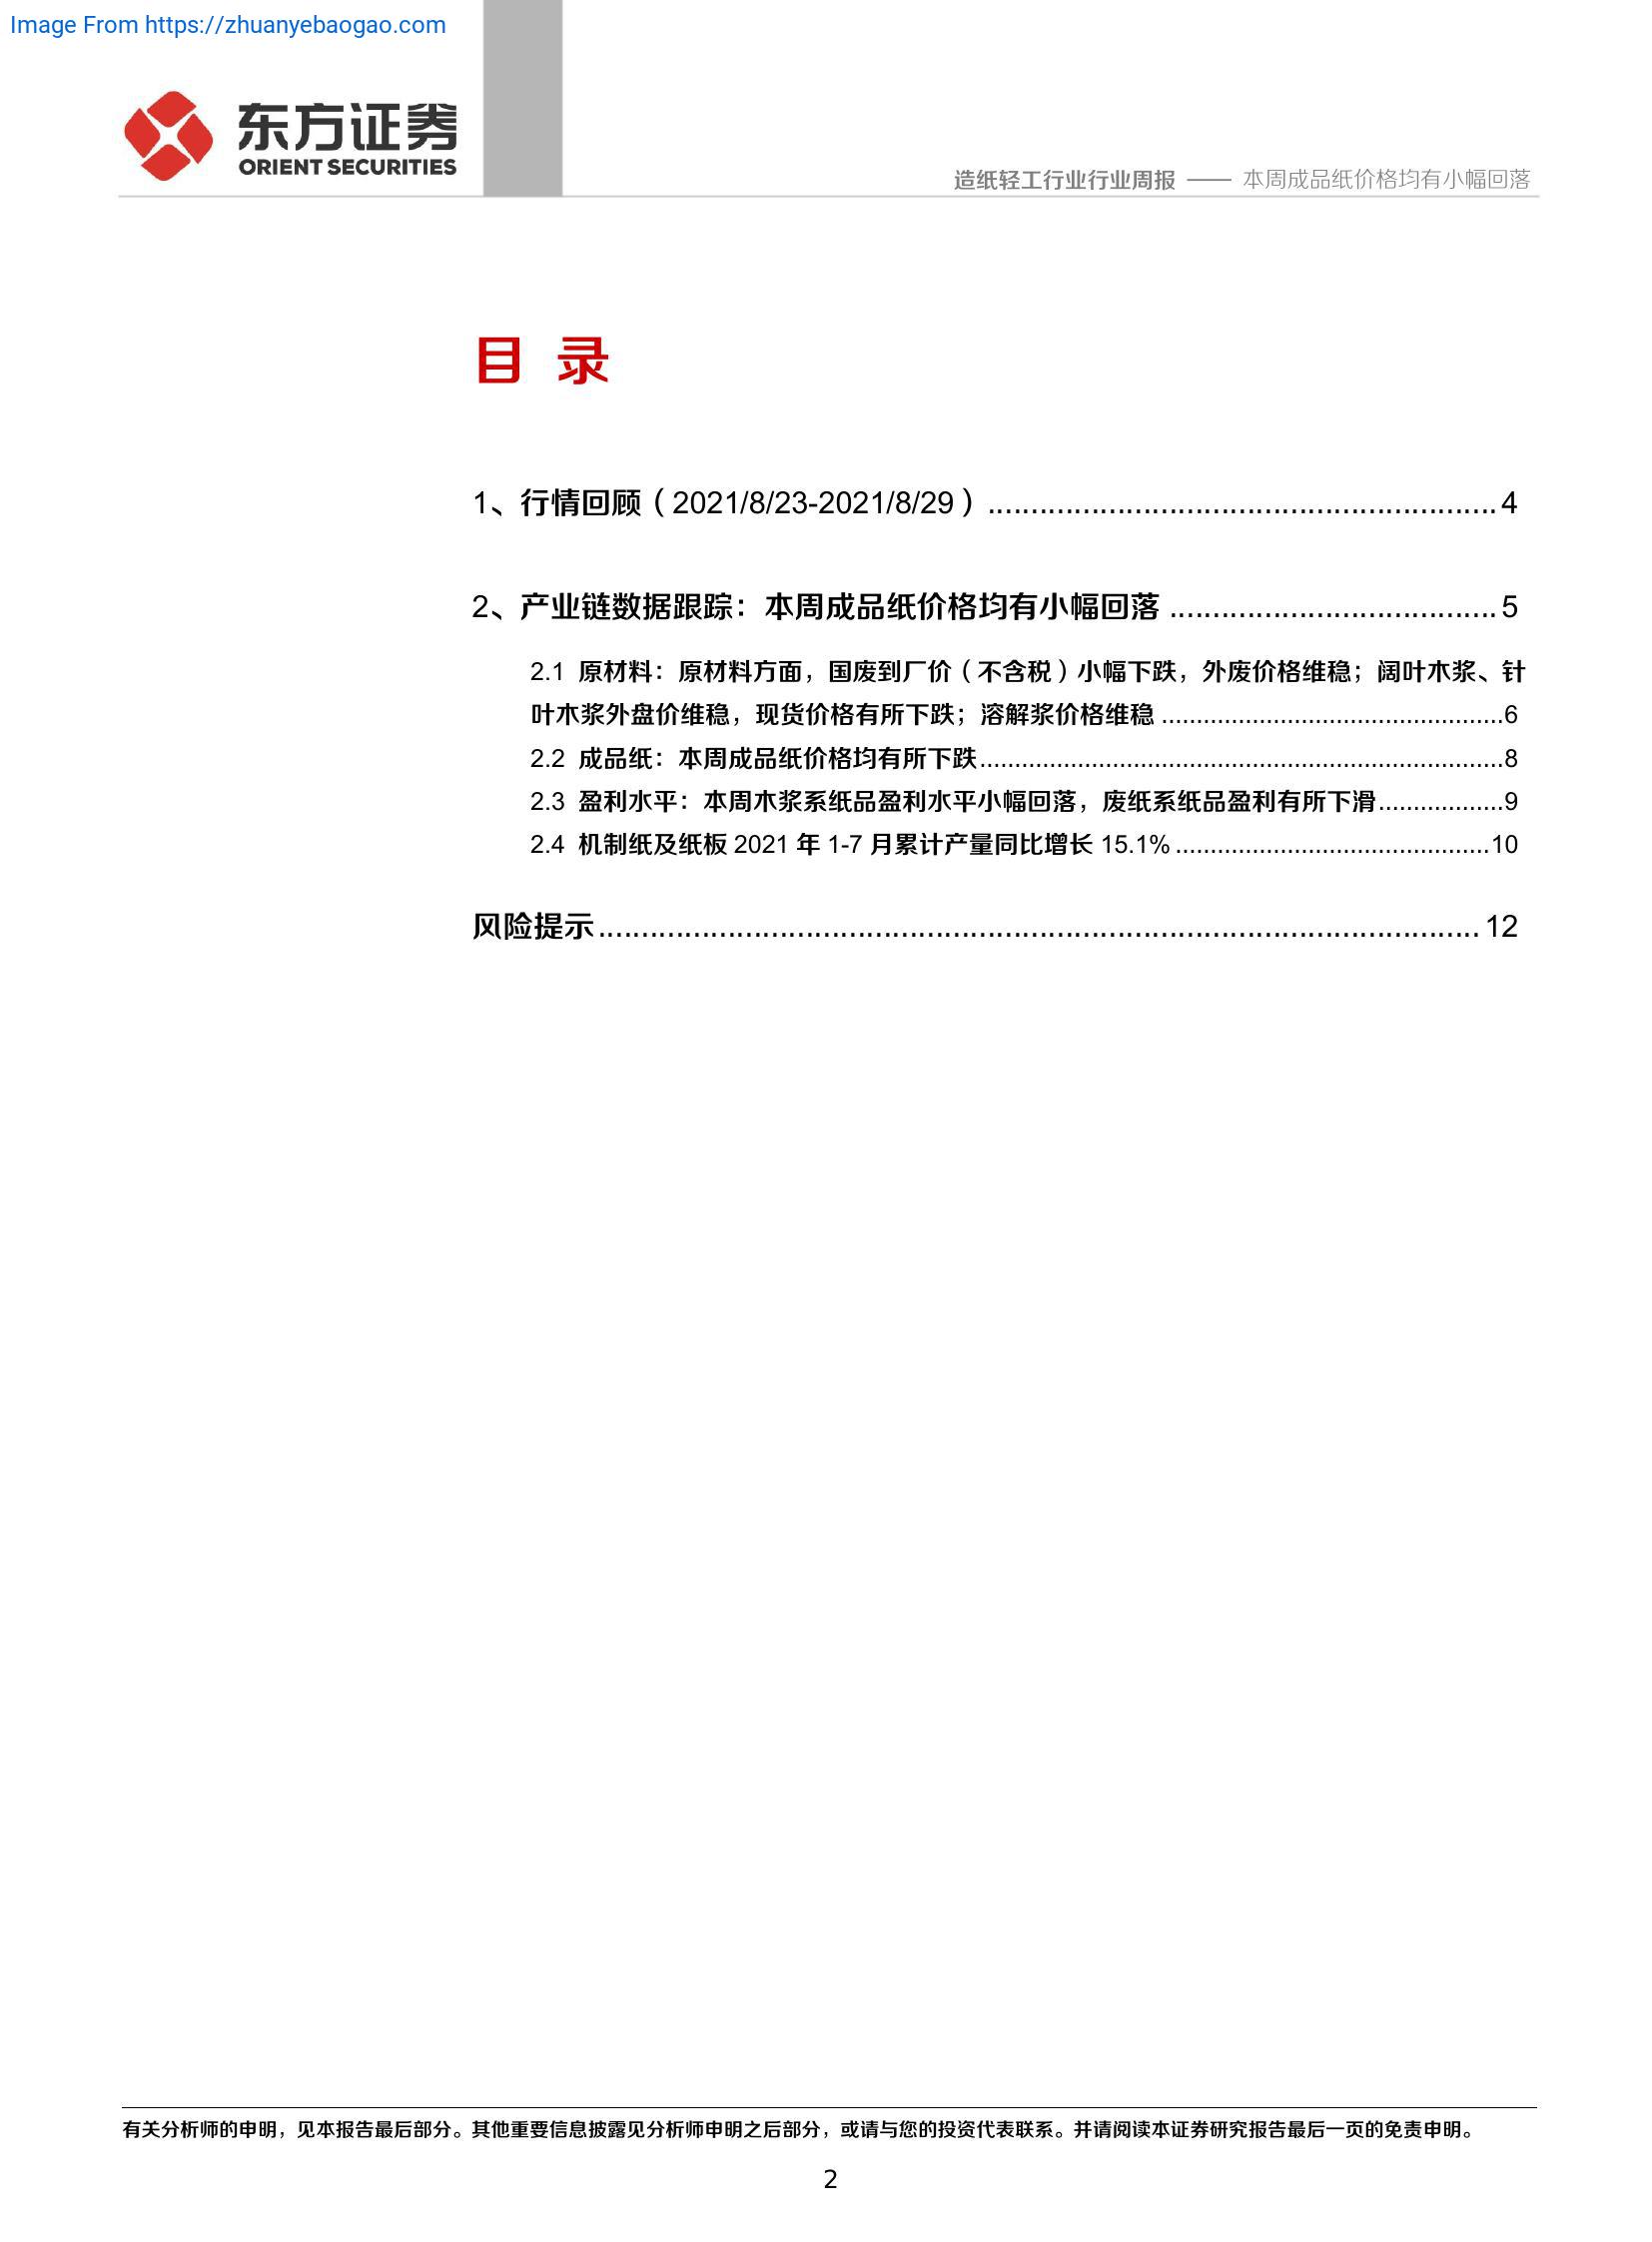 Image From https://zhuanyebaogao.com
东方证券
ORIENT SECURITIES
造纸轻工行业行业周报 —— 本周成品纸价格均有小幅回落
目 录
1、行情回顾（2021/8/23-2021/8/29）............................................................4
2、产业链数据跟踪：本周成品纸价格均有小幅回落......................................5
2.1 原材料：原材料方面，国废到厂价（不含税）小幅下跌，外废价格维稳；阔叶木浆、针
叶木浆外盘价维稳，现货价格有所下跌；溶解浆价格维稳.................................................6
2.2 成品纸：本周成品纸价格均有所下跌...........................................................................8
2.3 盈利水平：本周木浆系纸品盈利水平小幅回落，废纸系纸品盈利有所下滑..................9
2.4 机制纸及纸板 2021 年 1-7 月累计产量同比增长 15.1%.............................................10
风险提示.......................................................................................................12
有关分析师的申明，见本报告最后部分。其他重要信息披露见分析师申明之后部分，或请与您的投资代表联系。并请阅读本证券研究报告最后一页的免责申明。
2